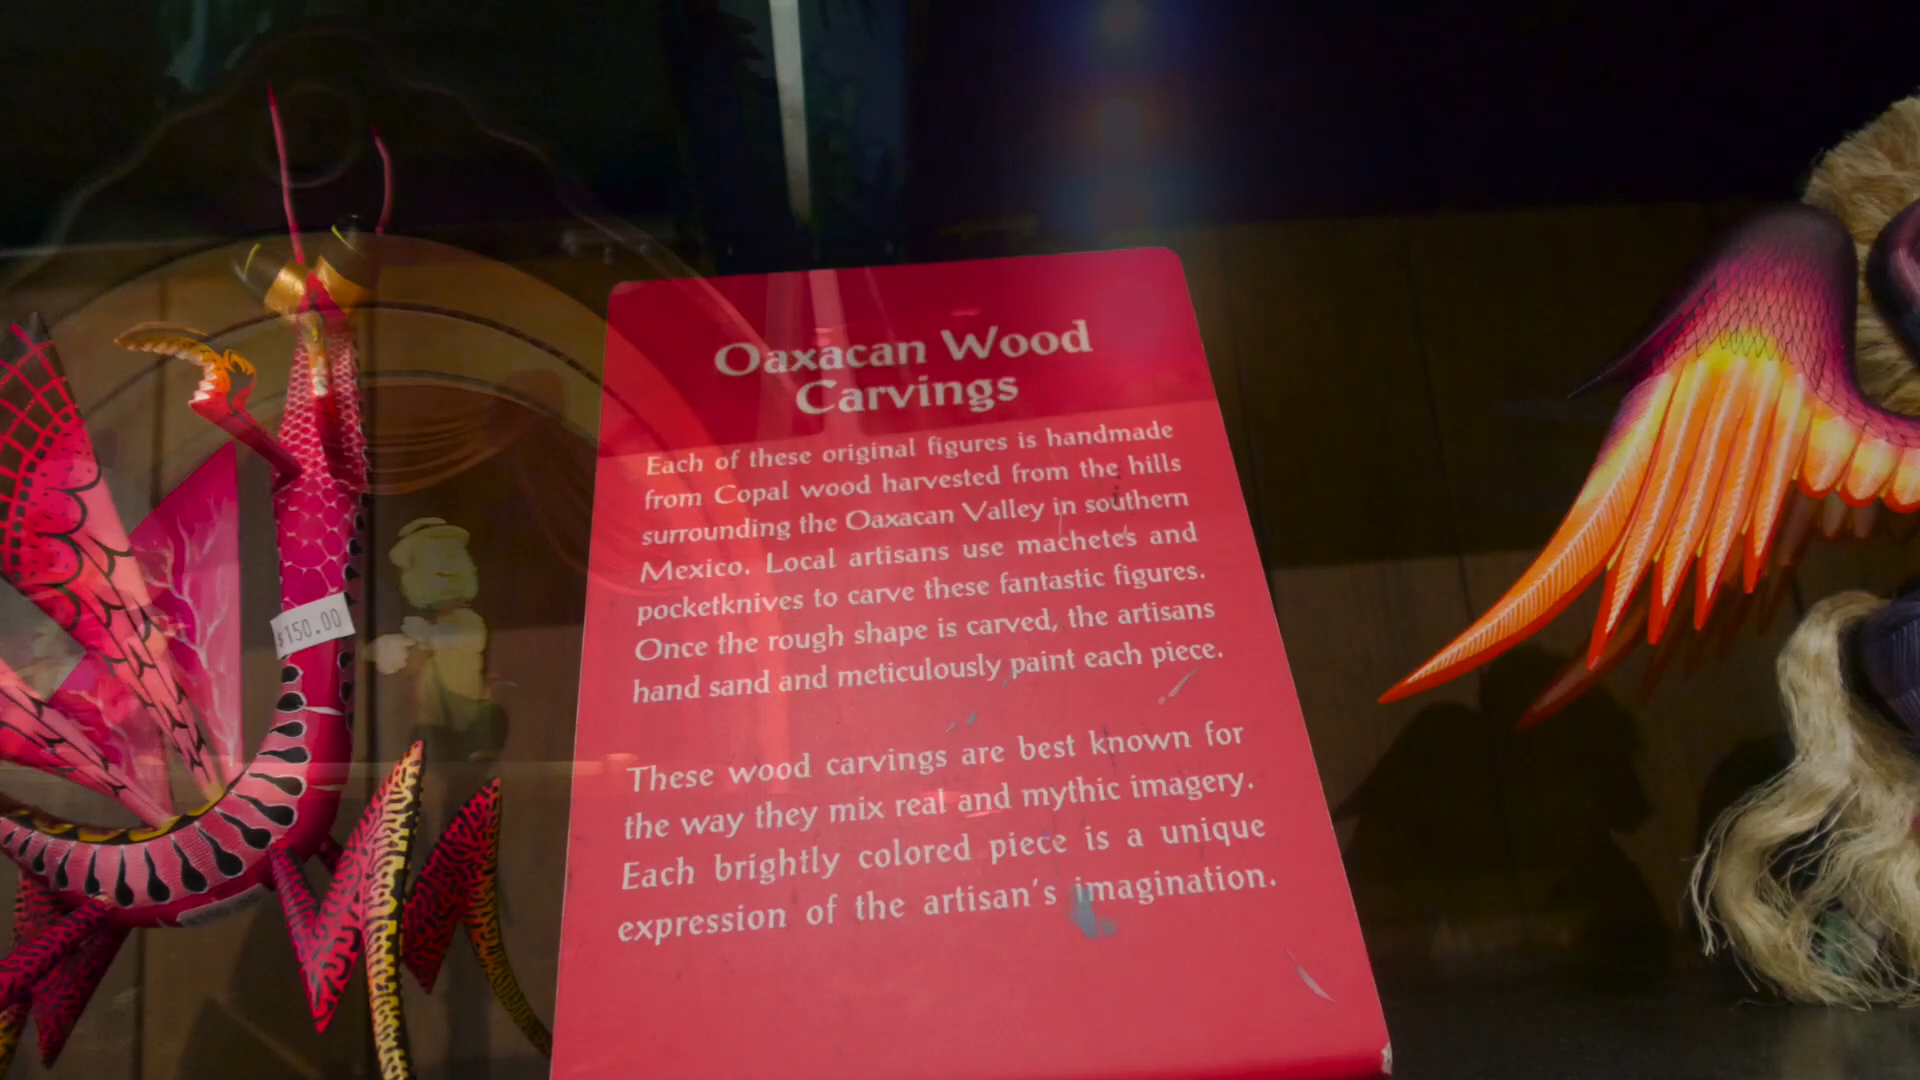 Oaxacan Wood
Carvings
Each of these original figures is handmade
from Copal wood harvested from the hills
surrounding the Oaxacan Valley in southern
Mexico. Local artisans use machetes and
pocketknives to carve these fantastic figures.
Once the rough shape is carved, the artisans
hand sand and meticulously paint each piece.
These wood carvings are best known for
the way they mix real and mythic imagery.
Each brightly colored piece is a unique
expression of the artisan's imagination.
$150.00